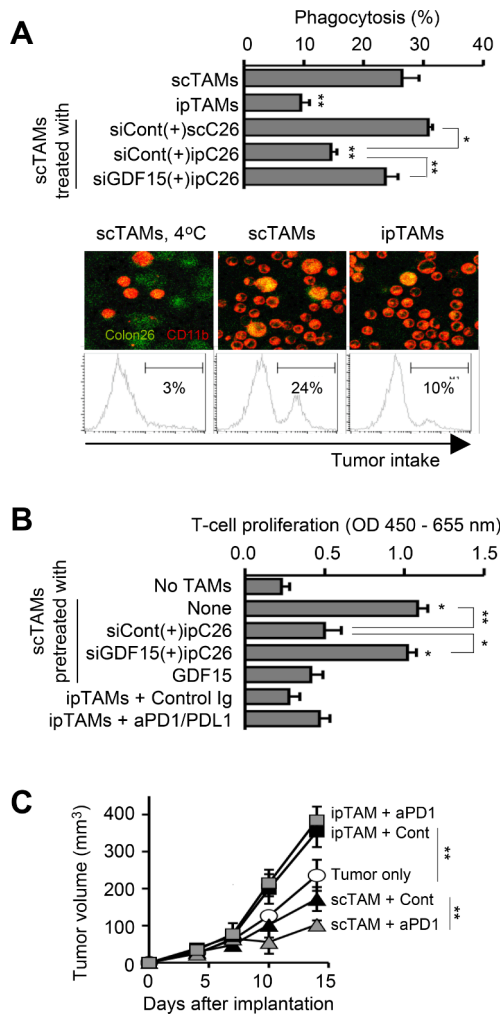 A
Phagocytosis (%)
0 10 20 30 40
scTAMs
ipTAMs
**
scTAMs
treated with
siCont(+)scC26
siCont(+)ipC26
siGDF15(+)ipC26
**
*
**
scTAMs, 4°C scTAMs ipTAMs
Colon26 CD11b
3% 24% 10%
Tumor intake
B
T-cell proliferation (OD 450 - 655 nm)
0.0 0.5 1.0 1.5
No TAMs
scTAMs
pretreated with
None *
siCont(+)ipC26
siGDF15(+)ipC26 *
GDF15
**
*
ipTAMs + Control Ig
ipTAMs + aPD1/PDL1
C
Tumor volume (mm³)
400
300
200
100
0
0 5 10 15
Days after implantation
ipTAM + aPD1
ipTAM + Cont
**
Tumor only
scTAM + Cont
**
scTAM + aPD1